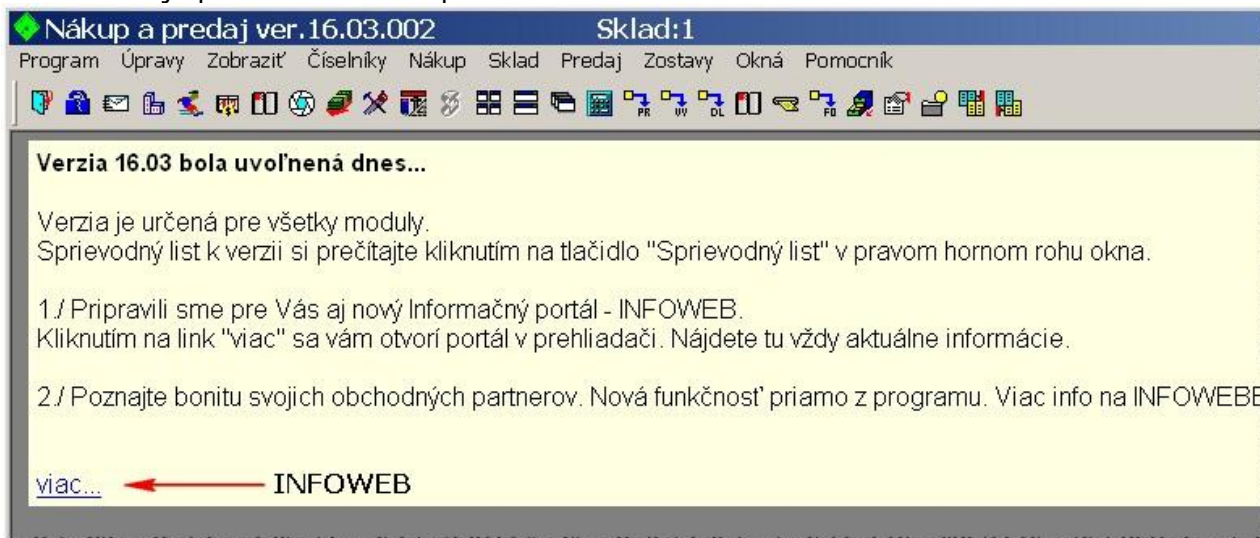 Nákup a predaj ver.16.03.002 Sklad:1
Program Úpravy Zobraziť Číselníky Nákup Sklad Predaj Zostavy Okná Pomocník
PR UV DL FO
Verzia 16.03 bola uvoľnená dnes...
Verzia je určená pre všetky moduly.
Sprievodný list k verzii si prečítajte kliknutím na tlačidlo "Sprievodný list" v pravom hornom rohu okna.
1./ Pripravili sme pre Vás aj nový Informačný portál - INFOWEB.
Kliknutím na link "viac" sa vám otvorí portál v prehliadači. Nájdete tu vždy aktuálne informácie.
2./ Poznajte bonitu svojich obchodných partnerov. Nová funkčnosť priamo z programu. Viac info na INFOWEBE
viac... INFOWEB